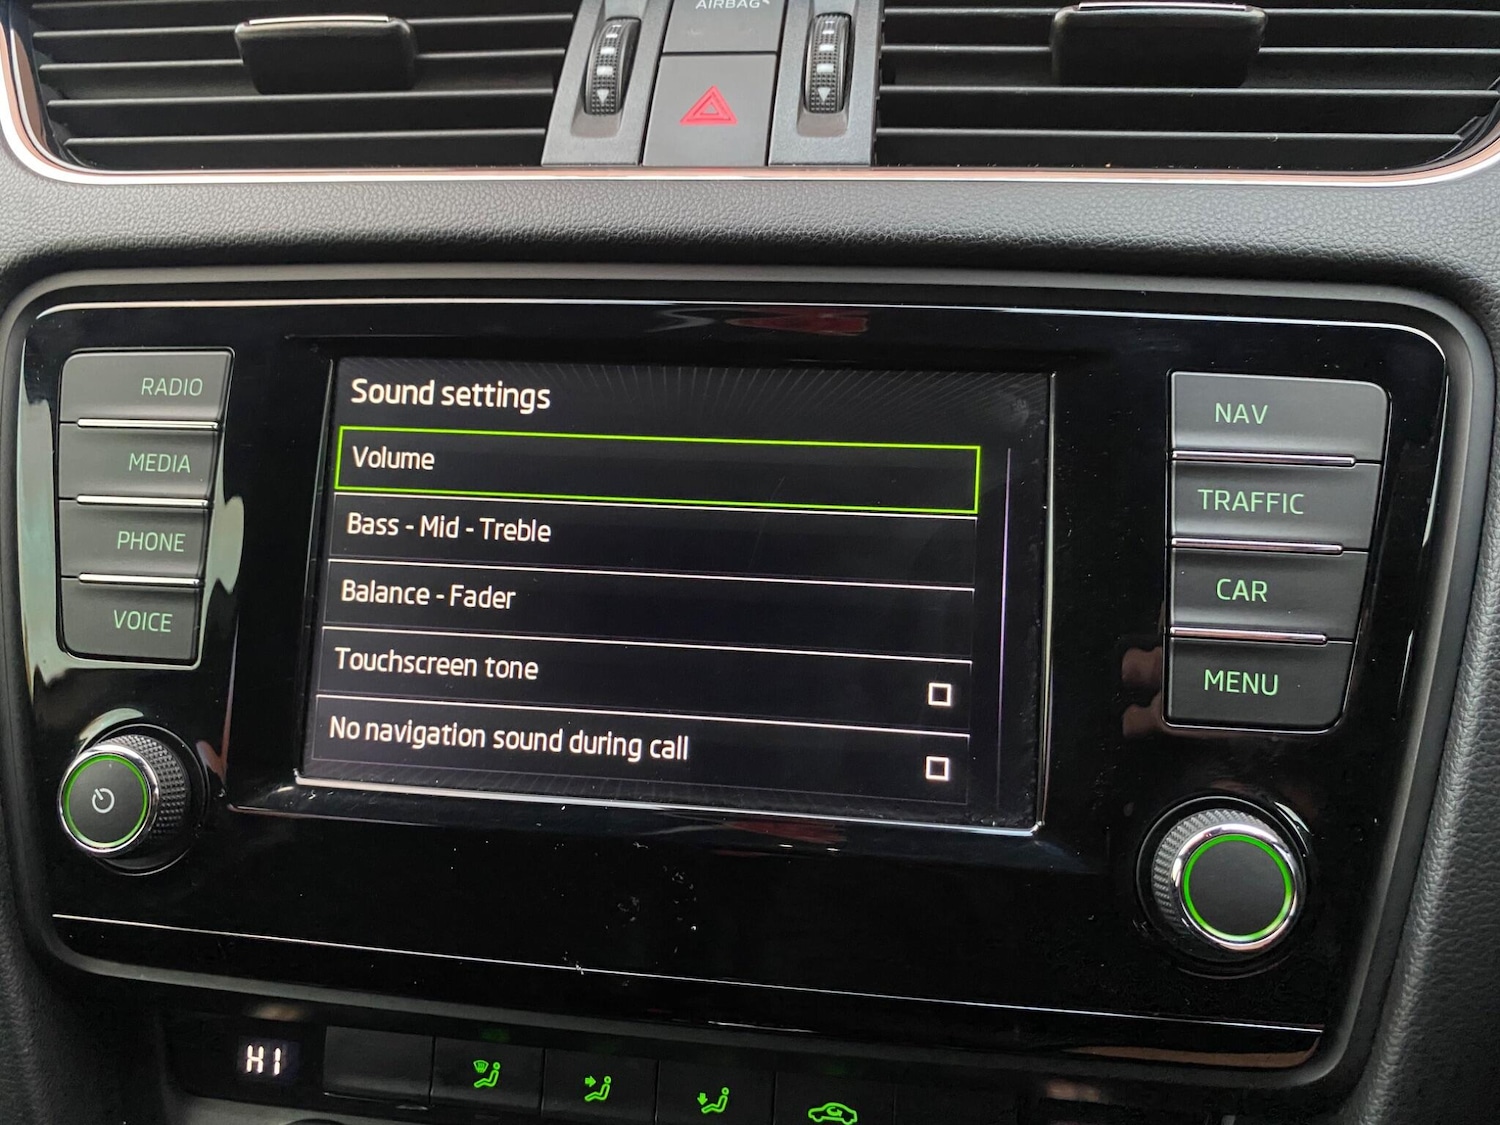 AIRBAG
RADIO
MEDIA
PHONE
VOICE
Sound settings
Volume
Bass - Mid - Treble
Balance - Fader
Touchscreen tone
No navigation sound during call
NAV
TRAFFIC
CAR
MENU
HI